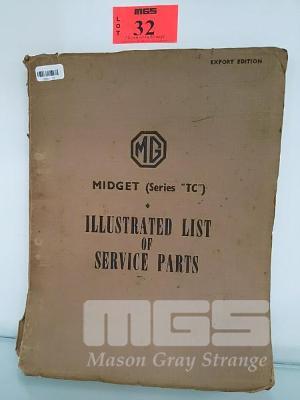 LOT
MGS
32
EXPORT EDITION
MG
MIDGET (Series "TC")
ILLUSTRATED LIST
OF
SERVICE PARTS
MGS
Mason Gray Strange